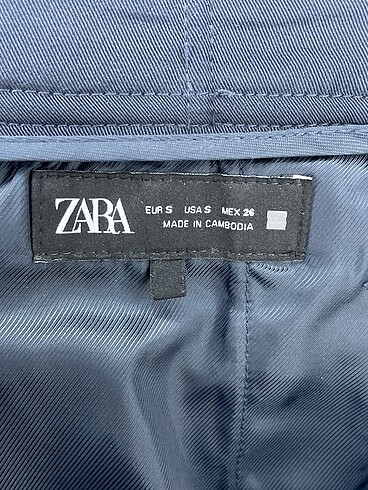 ZARA
EUR S USA S MEX 26
MADE IN CAMBODIA